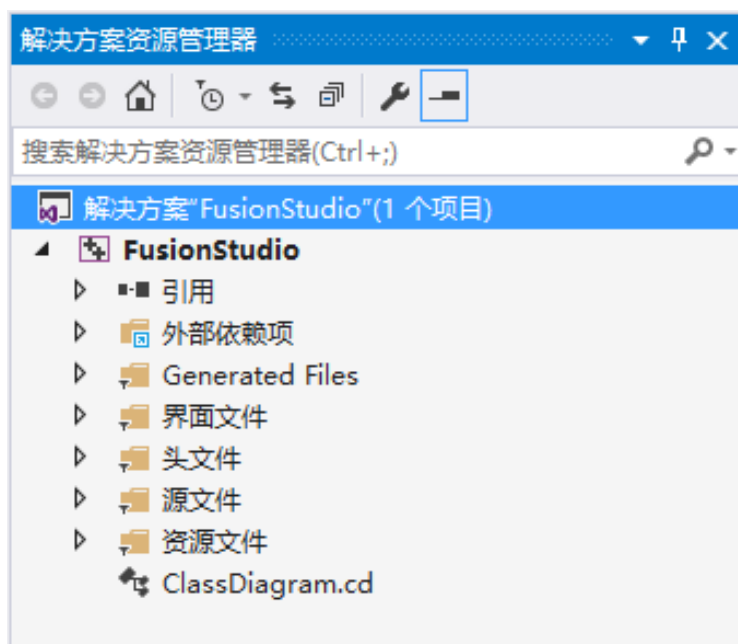 解决方案资源管理器
搜索解决方案资源管理器(Ctrl+;)
解决方案"FusionStudio"(1 个项目)
FusionStudio
引用
外部依赖项
Generated Files
界面文件
头文件
源文件
资源文件
ClassDiagram.cd